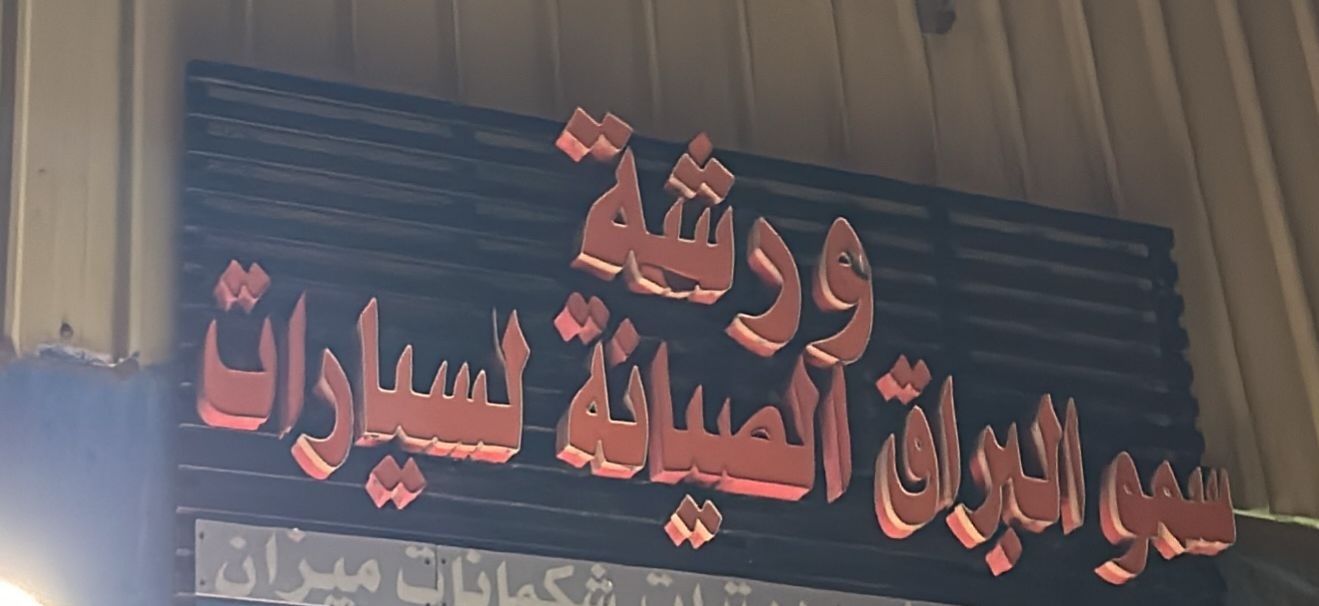 ورشة
سمو البراق الصيانة لسيارات
شكمانات ميزان